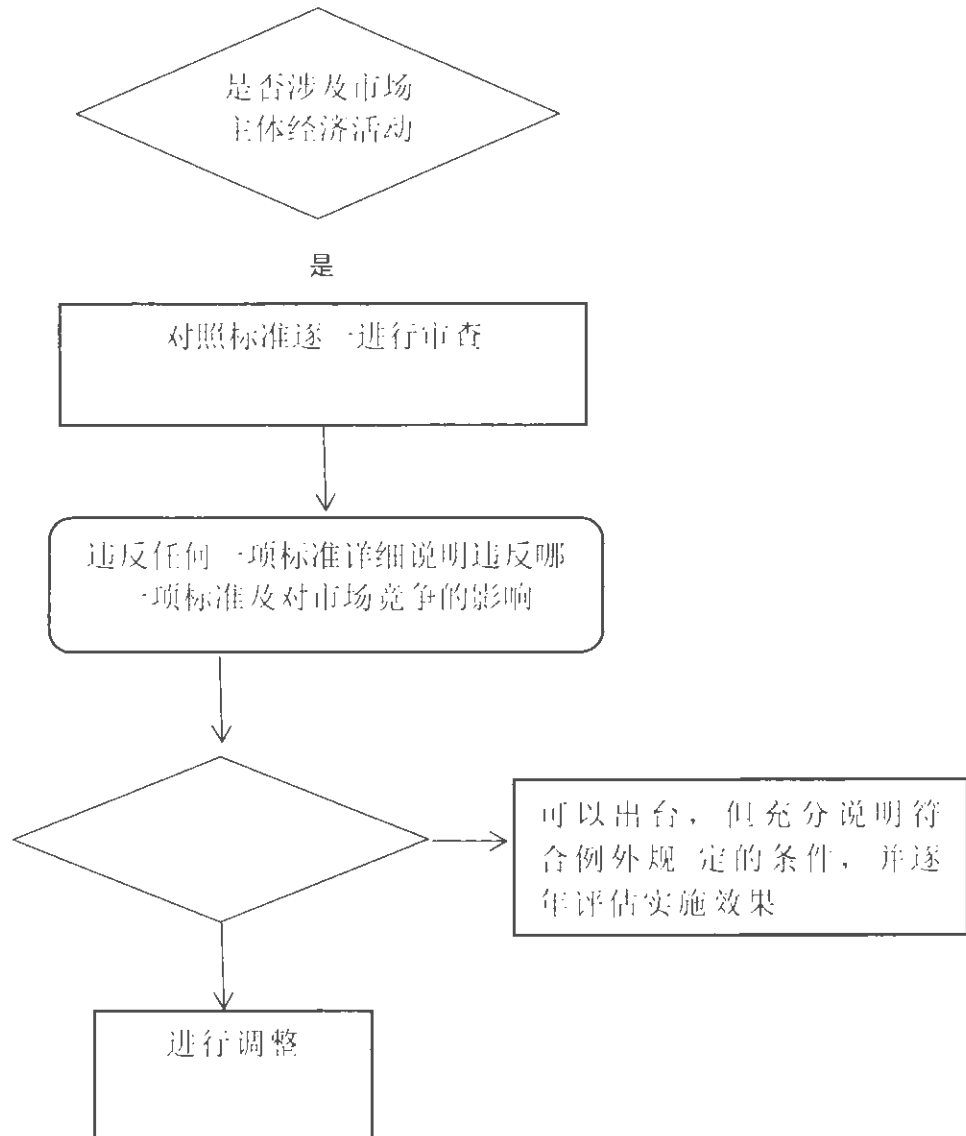 是否涉及市场
主体经济活动
是
对照标准逐一进行审查
违反任何一项标准详细说明违反哪
一项标准及对市场竞争的影响
可以出台，但充分说明符
合例外规 定的条件，并逐
年评估实施效果
进行调整